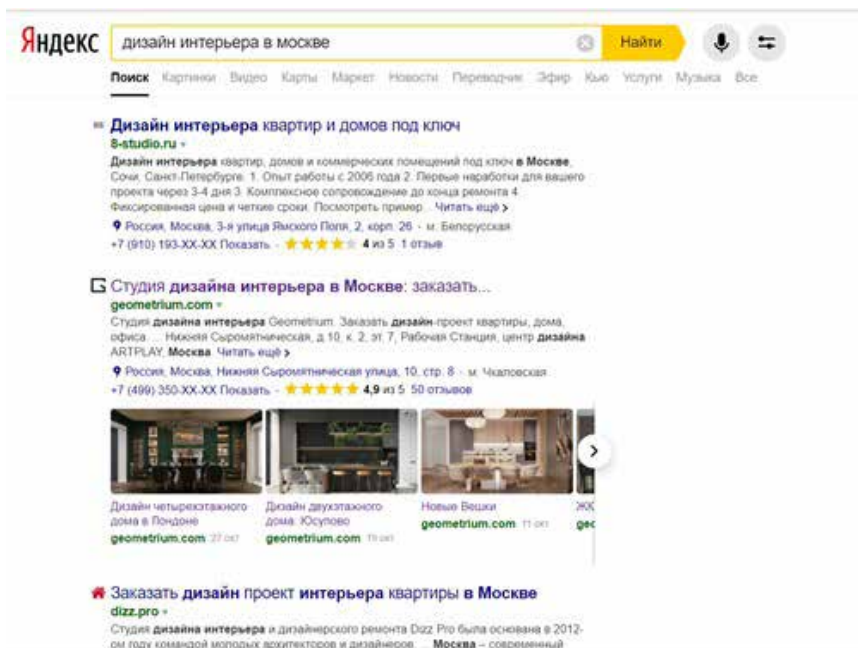 Яндекс
дизайн интерьера в москве
Найти
Поиск Картинки Видео Карты Маркет Новости Переводчик Эфир Кью Услуги Музыка Все
Дизайн интерьера квартир и домов под ключ
8-studio.ru
Дизайн интерьера квартир, домов и коммерческих помещений под ключ в Москве,
Сочи, Санкт-Петербурге. 1. Опыт работы с 2006 года 2. Первые наработки для вашего
проекта через 3-4 дня 3. Комплексное сопровождение до конца ремонта 4.
Фиксированная цена и четкие сроки. Посмотреть пример... Читать ещё >
Россия, Москва, 3-я улица Ямского Поля, 2, корп. 26 - м. Белорусская
+7 (910) 193-XX-XX Показать - 4 из 5 1 отзыв
Студия дизайна интерьера в Москве: заказать...
geometrium.com
Студия дизайна интерьера Geometrium. Заказать дизайн-проект квартиры, дома,
офиса. ... Нижняя Сыромятническая, д.10, к. 2, эт. 7, Рабочая Станция, центр дизайна
ARTPLAY, Москва. Читать ещё >
Россия, Москва, Нижняя Сыромятническая улица, 10, стр. 8 - м. Чкаловская
+7 (499) 350-XX-XX Показать - 4,9 из 5 50 отзывов
Дизайн четырехэтажного Дизайн двухэтажного Новые Вешки ЖК
дома в Лондоне дома. Юсупово geometrium.com 11 окт geo
geometrium.com 27 окт geometrium.com 19 окт
Заказать дизайн проект интерьера квартиры в Москве
dizz.pro
Студия дизайна интерьера и дизайнерского ремонта Dizz Pro была основана в 2012-
ом году командой молодых архитекторов и дизайнеров. ... Москва – современный